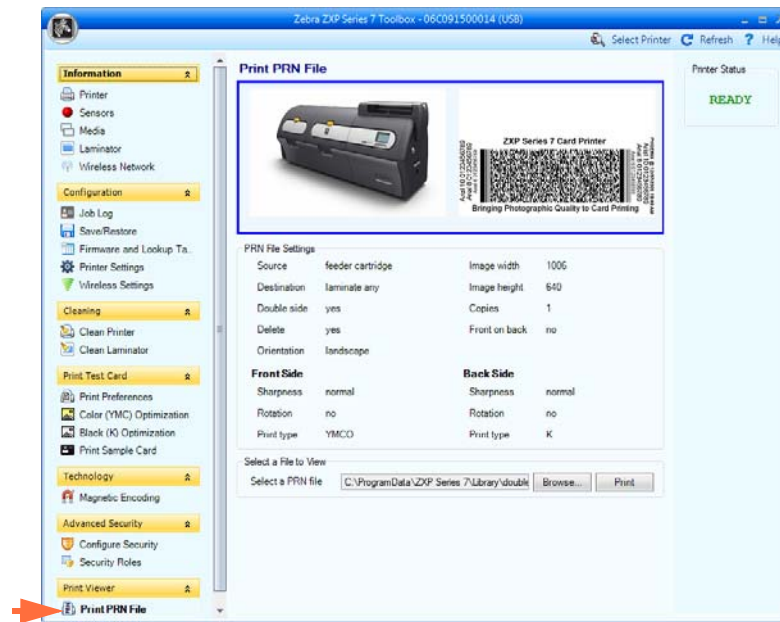 Zebra ZXP Series 7 Toolbox - 06C091500014 (USB)
Select Printer Refresh ? Help
Information
Printer
Sensors
Media
Laminator
Wireless Network
Configuration
Job Log
Save/Restore
Firmware and Lookup Ta..
Printer Settings
Wireless Settings
Cleaning
Clean Printer
Clean Laminator
Print Test Card
Print Preferences
Color (YMC) Optimization
Black (K) Optimization
Print Sample Card
Technology
Magnetic Encoding
Advanced Security
Configure Security
Security Roles
Print Viewer
Print PRN File
Print PRN File
ZXP Series 7 Card Printer
Bringing Photographic Quality to Card Printing
PRN File Settings
Source feeder cartridge Image width 1006
Destination laminate any Image height 640
Double side yes Copies 1
Delete yes Front on back no
Orientation landscape
Front Side Back Side
Sharpness normal Sharpness normal
Rotation no Rotation no
Print type YMCO Print type K
Select a File to View
Select a PRN file C:\ProgramData\ZXP Series 7\Library\double Browse... Print
Printer Status
READY